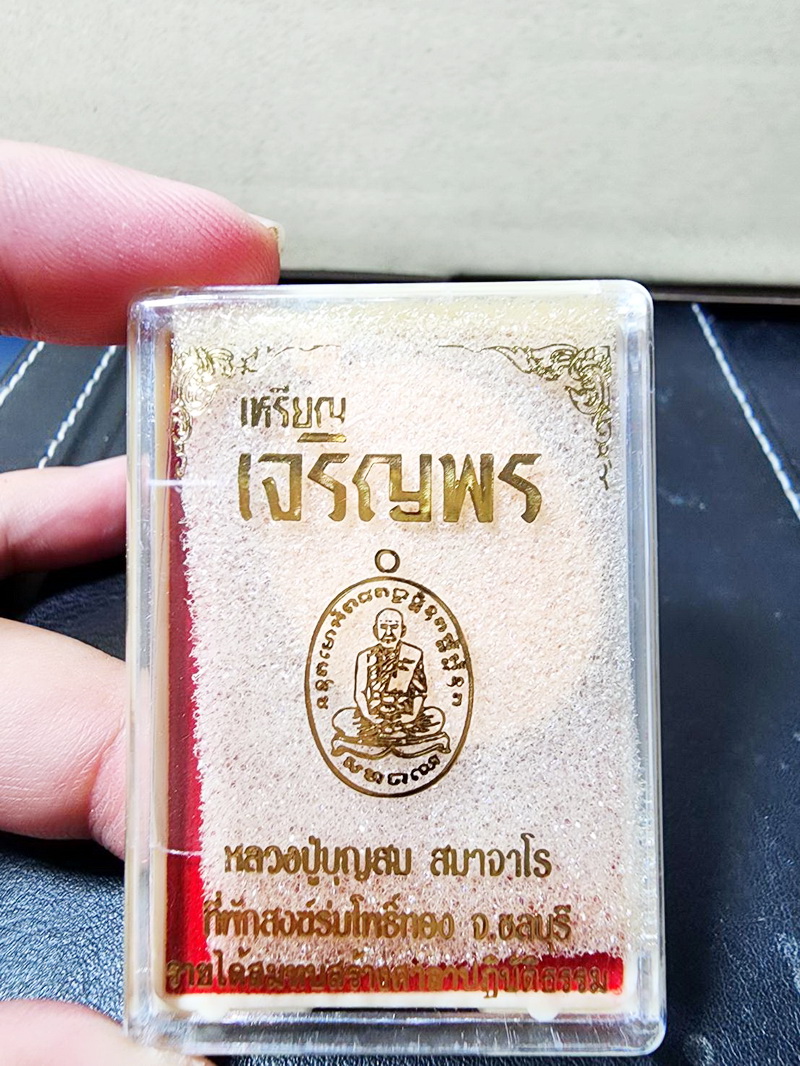 เหรียญ
เจริญพร
หลวงปู่บุญสม สมาจาโร
ที่พักสงฆ์ร่มโพธิ์ทอง จ.ชลบุรี
รายได้สมทบสร้างศาลาปฏิบัติธรรม